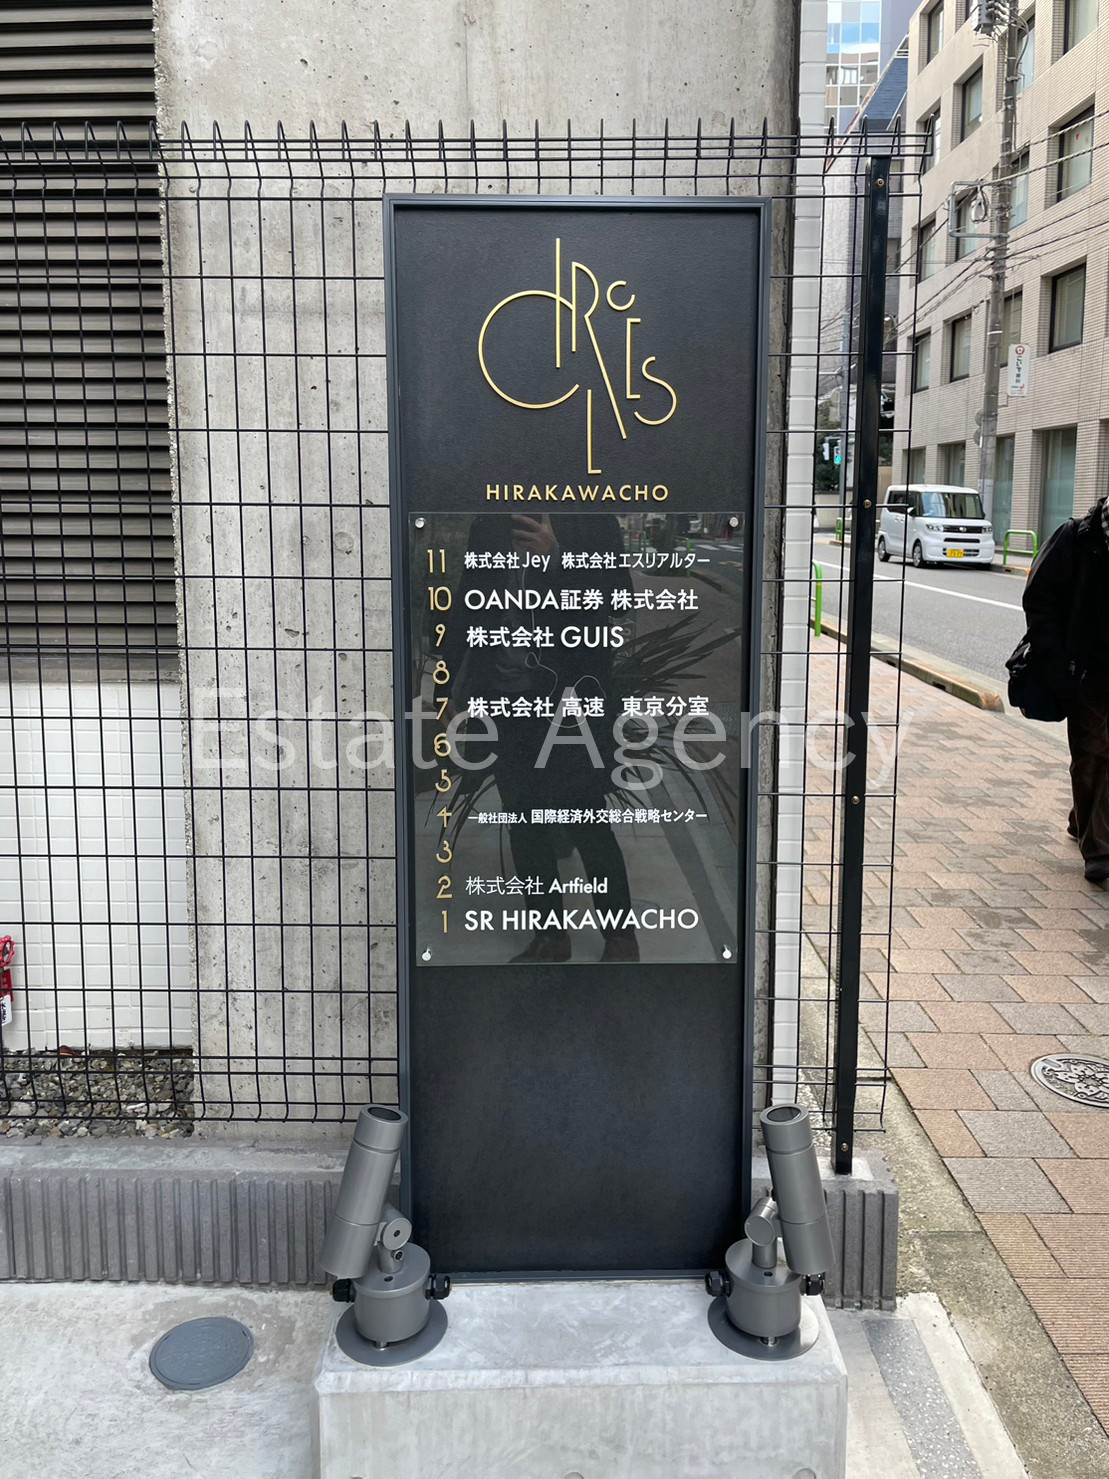 CIRCLES
HIRAKAWACHO
11 株式会社Jey 株式会社エスリアルター
10 OANDA証券 株式会社
9 株式会社 GUIS
8
7 株式会社 高速 東京分室
Estate Agency
6
5
4 一般社団法人 国際経済外交総合戦略センター
3
2 株式会社 Artfield
1 SR HIRAKAWACHO